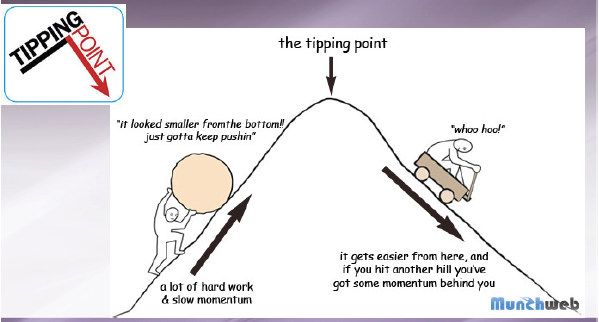 TIPPING
POINT
the tipping point
"it looked smaller fromthe bottom!!
just gotta keep pushin"
"whoo hoo!"
a lot of hard work
& slow momentum
it gets easier from here, and
if you hit another hill you've
got some momentum behind you
Munchweb